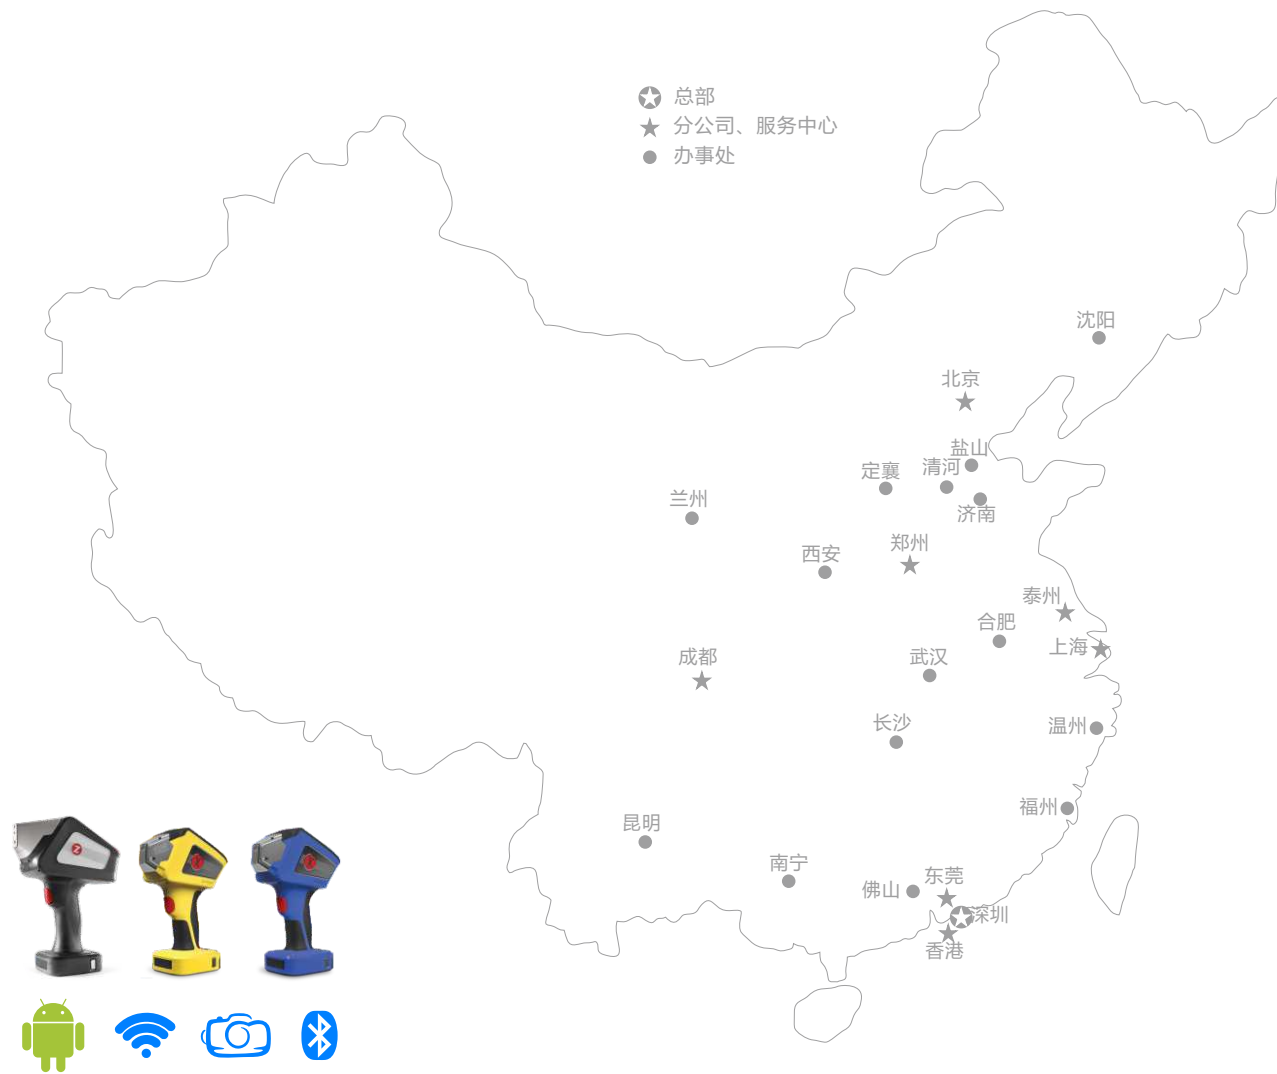 总部
分公司、服务中心
办事处
沈阳
北京
盐山
清河
定襄
济南
兰州
郑州
西安
泰州
合肥
上海
成都
武汉
长沙
温州
福州
昆明
南宁
东莞
佛山
深圳
香港